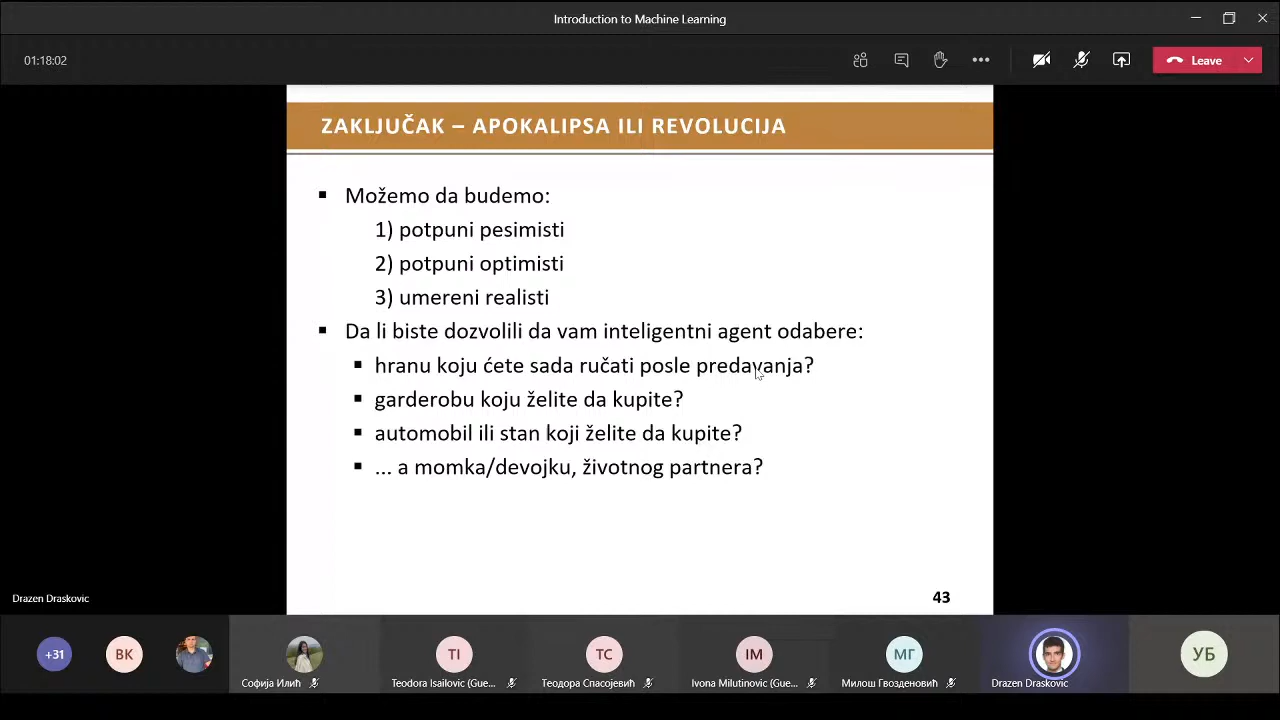 Introduction to Machine Learning
01:18:02
Leave
ZAKLJUČAK – APOKALIPSA ILI REVOLUCIJA
▪ Možemo da budemo:
1) potpuni pesimisti
2) potpuni optimisti
3) umereni realisti
▪ Da li biste dozvolili da vam inteligentni agent odabere:
▪ hranu koju ćete sada ručati posle predavanja?
▪ garderobu koju želite da kupite?
▪ automobil ili stan koji želite da kupite?
▪ ... a momka/devojku, životnog partnera?
43
Drazen Draskovic
+31
ВК
TI
ТС
IM
МГ
УБ
Софија Илић
Teodora Isailovic (Gue...
Теодора Спасојевић
Ivona Milutinovic (Gue...
Милош Гвозденовић
Drazen Draskovic